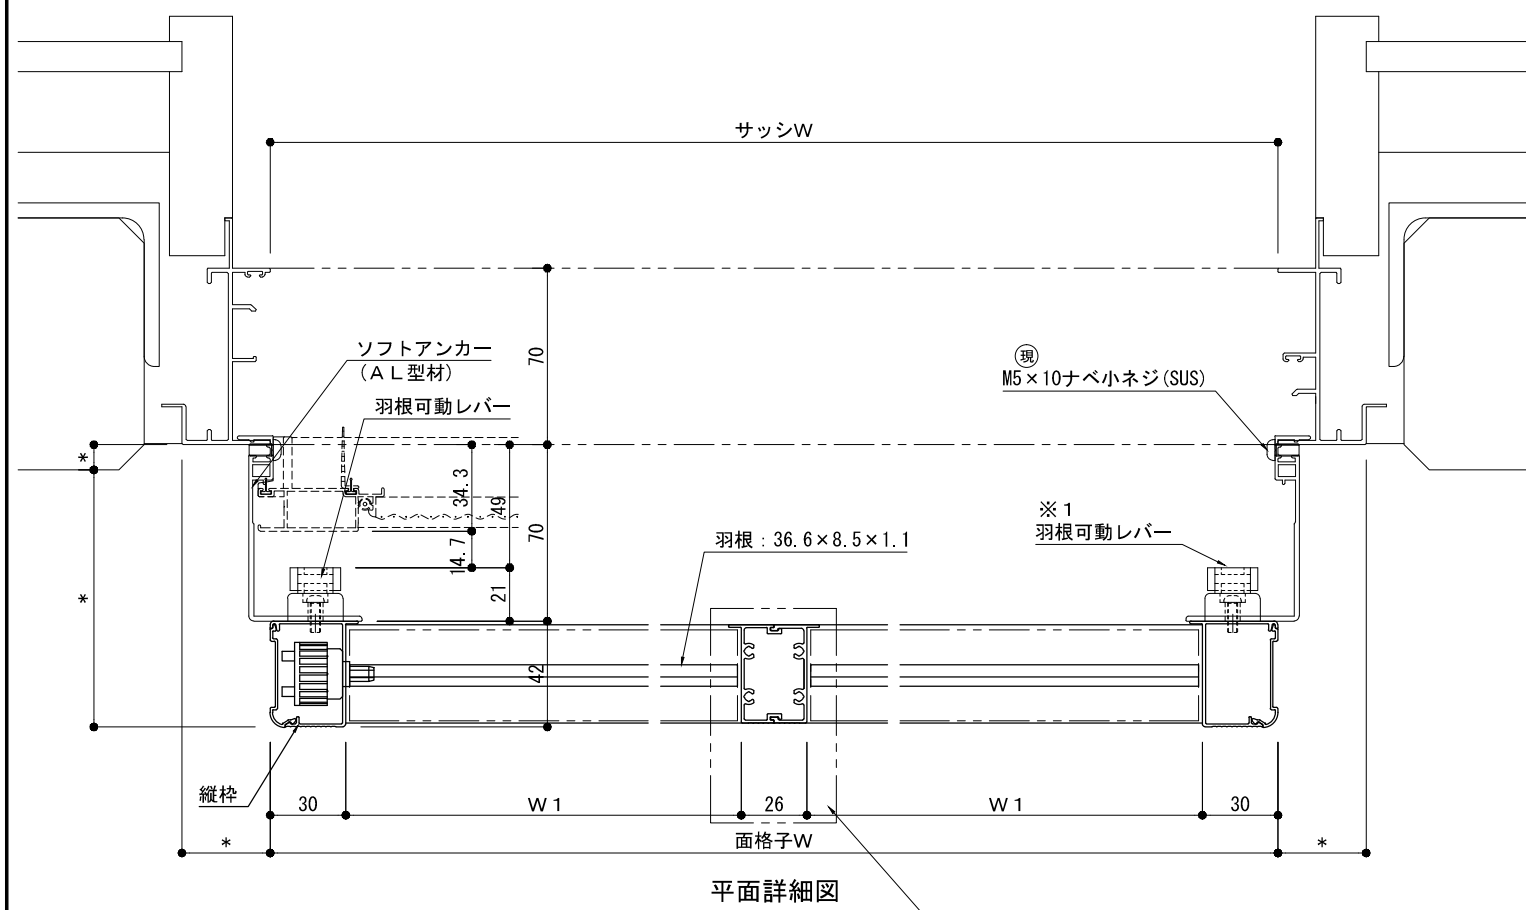 サッシW
70
ソフトアンカー
(AL型材)
羽根可動レバー
現
M5×10ナベ小ネジ(SUS)
*
34.3
49
70
14.7
21
※1
羽根可動レバー
羽根：36.6×8.5×1.1
*
42
縦枠
30
W1
26
W1
30
*
面格子W
*
平面詳細図